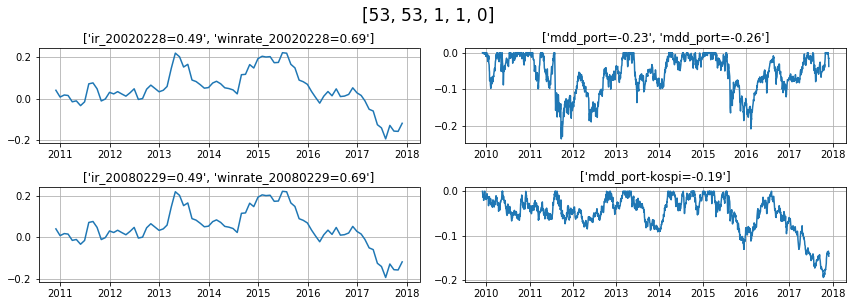 [53, 53, 1, 1, 0]
['ir_20020228=0.49', 'winrate_20020228=0.69']
0.2
0.0
−0.2
2011 2012 2013 2014 2015 2016 2017 2018
['mdd_port=-0.23', 'mdd_port=-0.26']
0.0
−0.1
−0.2
2010 2011 2012 2013 2014 2015 2016 2017 2018
['ir_20080229=0.49', 'winrate_20080229=0.69']
0.2
0.0
−0.2
2011 2012 2013 2014 2015 2016 2017 2018
['mdd_port-kospi=-0.19']
0.0
−0.1
−0.2
2010 2011 2012 2013 2014 2015 2016 2017 2018